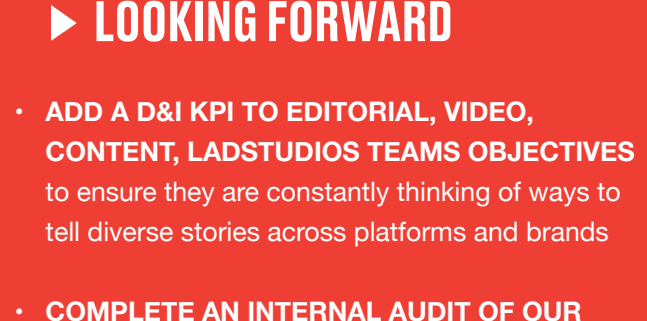 ▶ LOOKING FORWARD
• ADD A D&I KPI TO EDITORIAL, VIDEO,
CONTENT, LADSTUDIOS TEAMS OBJECTIVES
to ensure they are constantly thinking of ways to
tell diverse stories across platforms and brands
• COMPLETE AN INTERNAL AUDIT OF OUR